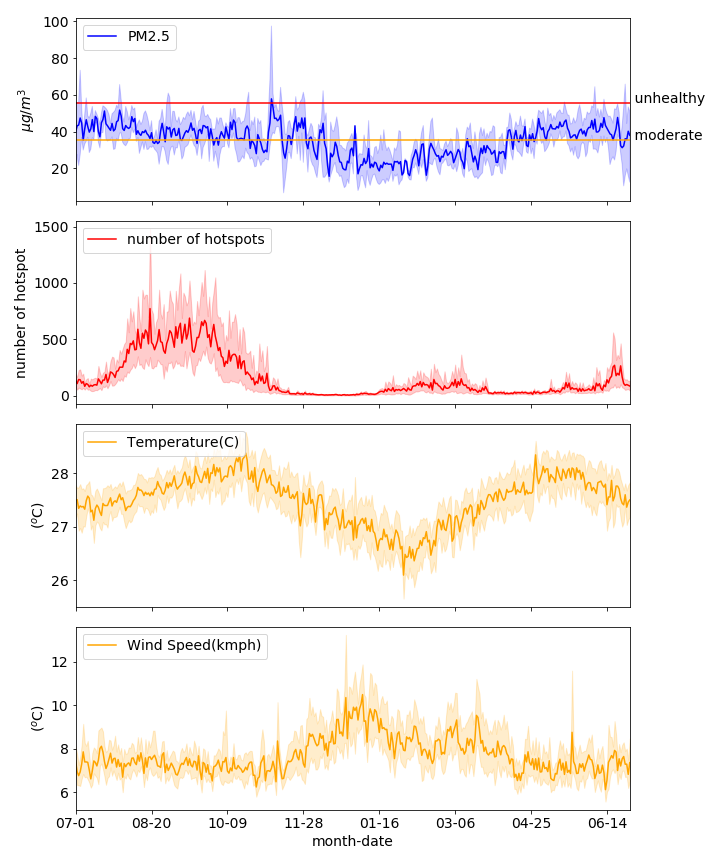 100
PM2.5
80
60
unhealthy
μg/m³
40
moderate
20
1500
number of hotspots
1000
number of hotspot
500
0
Temperature(C)
28
(°C)
27
26
Wind Speed(kmph)
12
10
(°C)
8
6
07-01 08-20 10-09 11-28 01-16 03-06 04-25 06-14
month-date